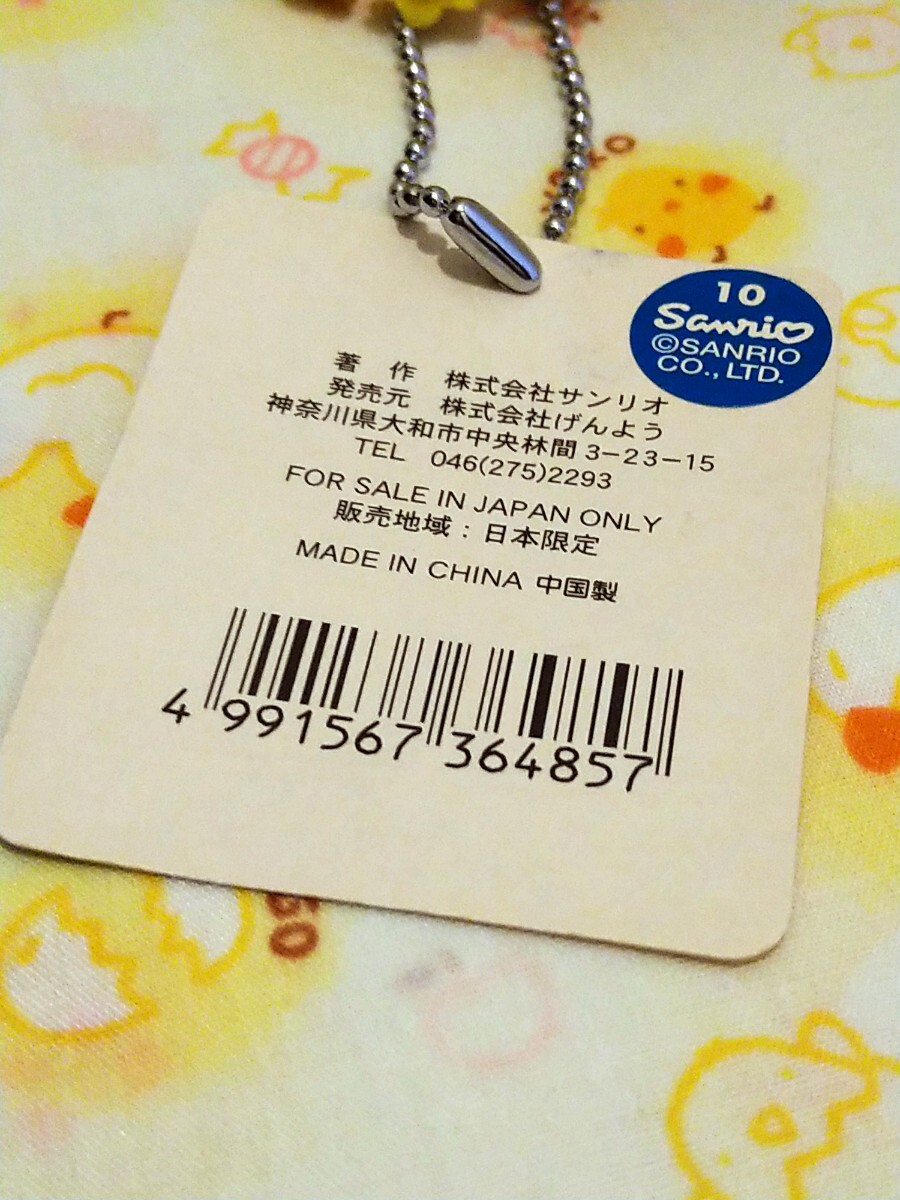 10
Sanrio
©SANRIO
CO., LTD.
著 作 株式会社サンリオ
発売元 株式会社げんよう
神奈川県大和市中央林間3-23-15
TEL 046(275)2293
FOR SALE IN JAPAN ONLY
販売地域：日本限定
MADE IN CHINA 中国製
4 991567 364857